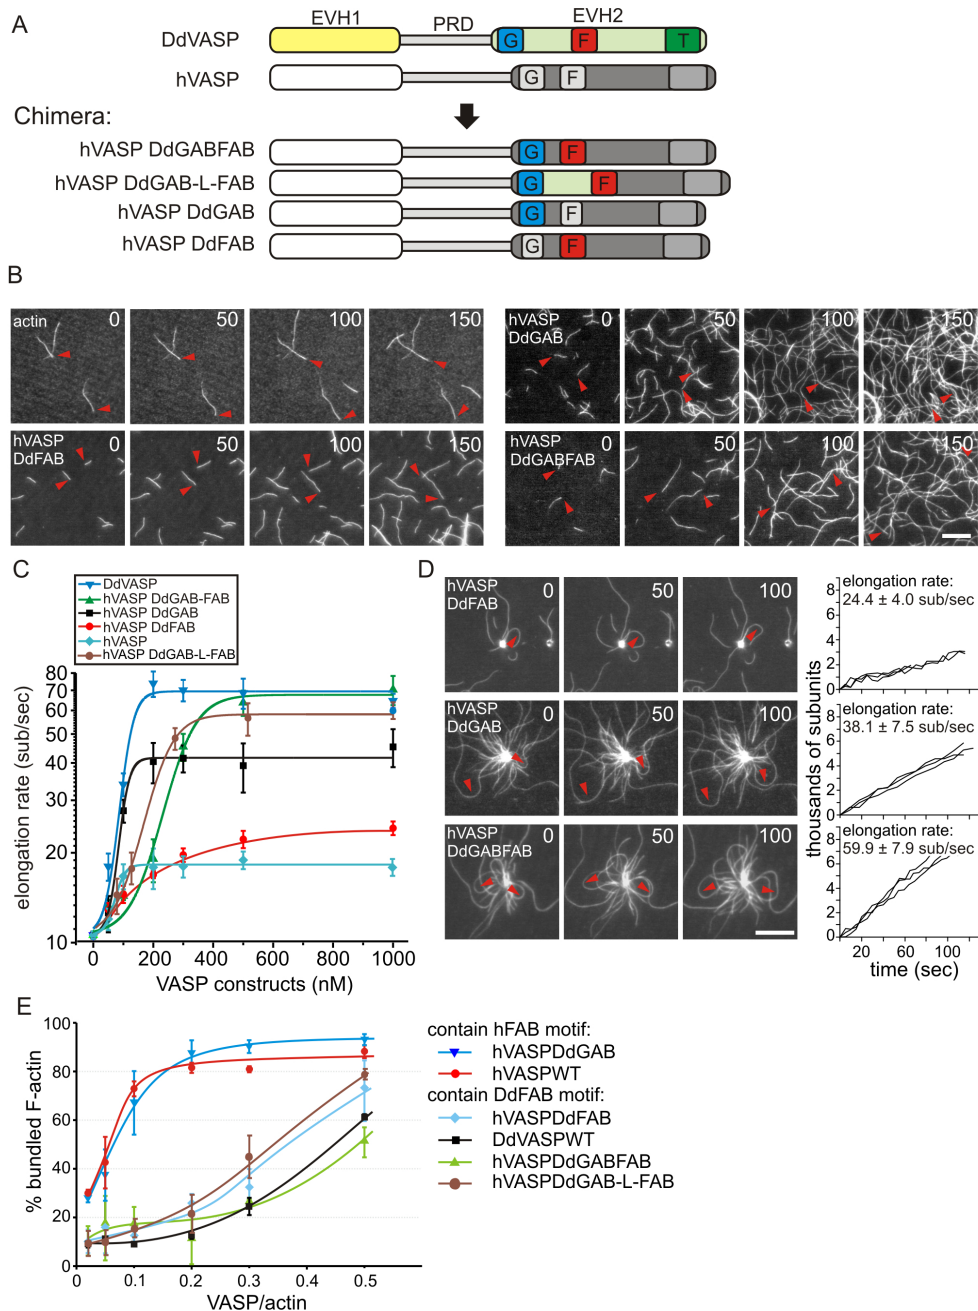 A
EVH1
PRD
EVH2
DdVASP
G
F
T
hVASP
G
F
Chimera:
hVASP DdGABFAB
G
F
hVASP DdGAB-L-FAB
G
F
hVASP DdGAB
G
F
hVASP DdFAB
G
F
B
actin
0
50
100
150
hVASP
DdGAB
0
50
100
150
hVASP
DdFAB
0
50
100
150
hVASP
DdGABFAB
0
50
100
150
C
DdVASP
hVASP DdGAB-FAB
hVASP DdGAB
hVASP DdFAB
hVASP
hVASP DdGAB-L-FAB
elongation rate (sub/sec)
80
70
60
50
40
30
20
10
0 200 400 600 800 1000
VASP constructs (nM)
D
hVASP
DdFAB
0
50
100
hVASP
DdGAB
0
50
100
hVASP
DdGABFAB
0
50
100
thousands of subunits
elongation rate:
24.4 ± 4.0 sub/sec
8
6
4
2
0
elongation rate:
38.1 ± 7.5 sub/sec
8
6
4
2
0
elongation rate:
59.9 ± 7.9 sub/sec
8
6
4
2
0
20 60 100
time (sec)
E
% bundled F-actin
100
80
60
40
20
0
0 0.1 0.2 0.3 0.4 0.5
VASP/actin
contain hFAB motif:
hVASPDdGAB
hVASPWT
contain DdFAB motif:
hVASPDdFAB
DdVASPWT
hVASPDdGABFAB
hVASPDdGAB-L-FAB